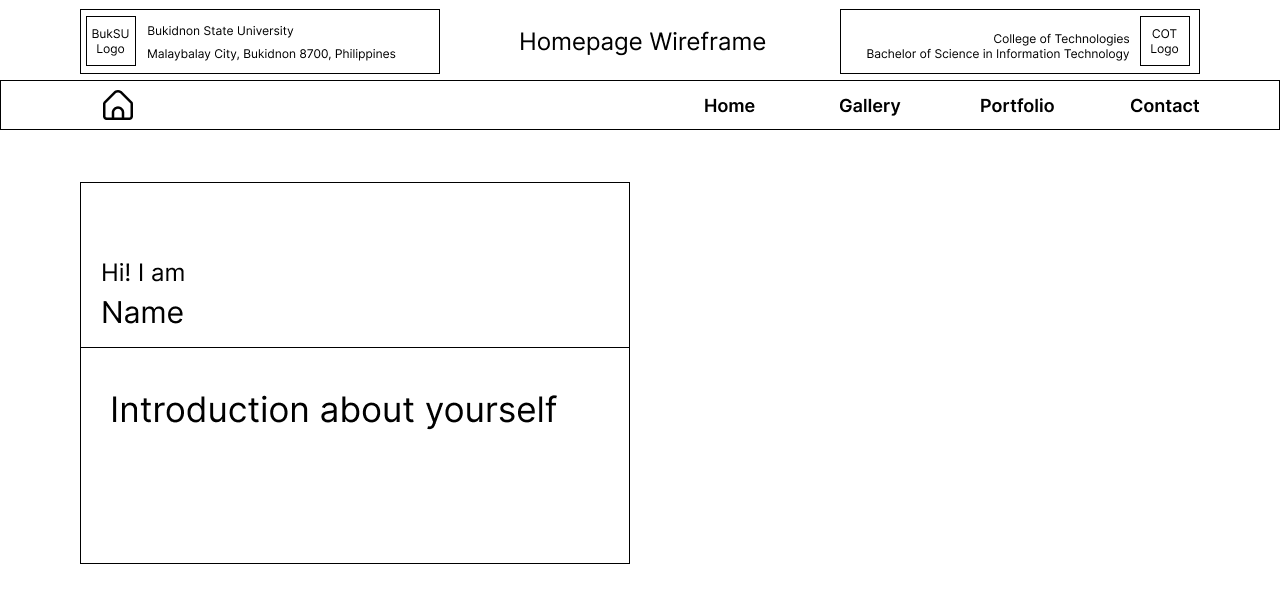 BukSU
Logo
Bukidnon State University
Malaybalay City, Bukidnon 8700, Philippines
Homepage Wireframe
College of Technologies
Bachelor of Science in Information Technology
COT
Logo
Home
Gallery
Portfolio
Contact
Hi! I am
Name
Introduction about yourself